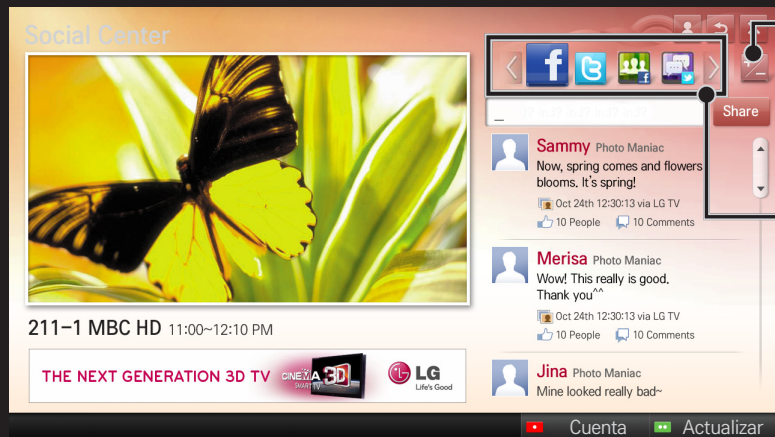 Social Center
Share
Sammy Photo Maniac
Now, spring comes and flowers
blooms. It's spring!
Oct 24th 12:30:13 via LG TV
10 People 10 Comments
Merisa Photo Maniac
Wow! This really is good.
Thank you^^
Oct 24th 12:30:13 via LG TV
10 People 10 Comments
Jina Photo Maniac
Mine looked really bad~
211-1 MBC HD 11:00~12:10 PM
THE NEXT GENERATION 3D TV CINEMA 3D SMART TV LG Life's Good
Cuenta Actualizar